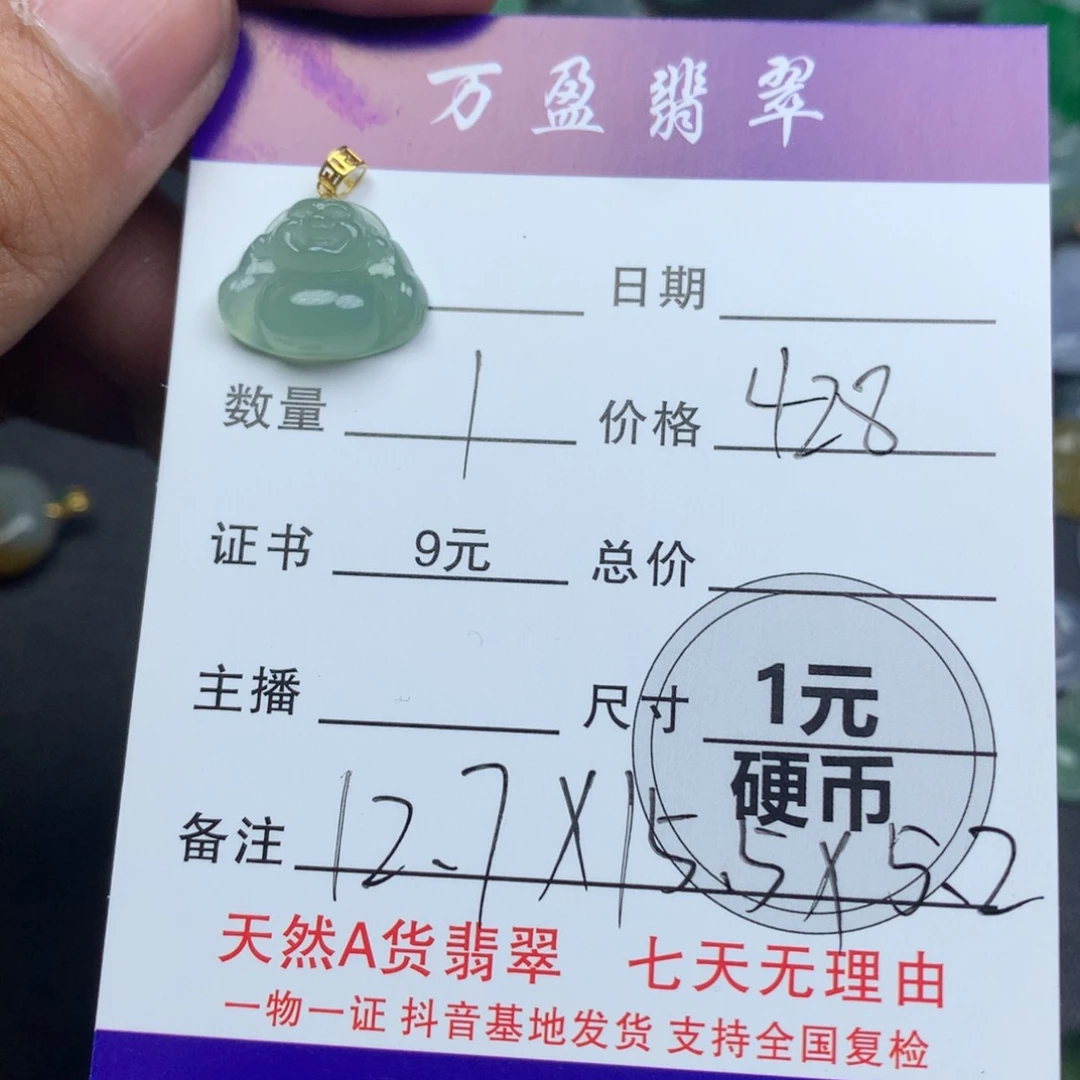 万盈翡翠
日期
数量 1 价格 428
证书 9元 总价
主播 尺寸 1元
硬币
备注 12.7X15.5X5.2
天然A货翡翠 七天无理由
一物一证 抖音基地发货 支持全国复检